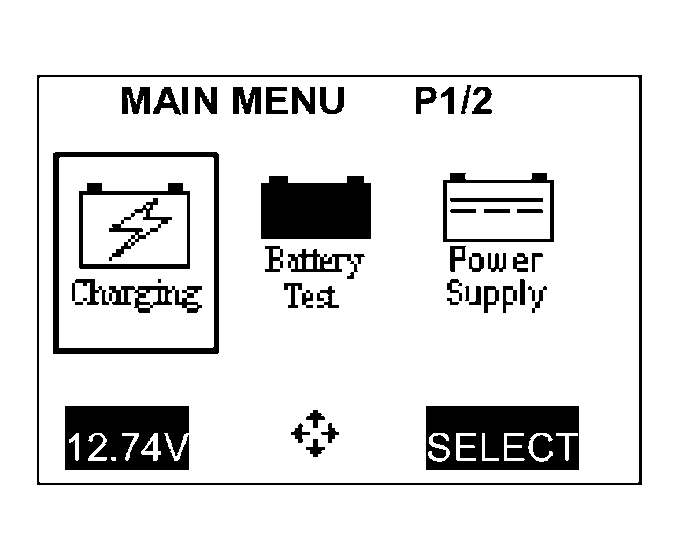 MAIN MENU P1/2
Charging
Battery
Test
Power
Supply
12.74V SELECT